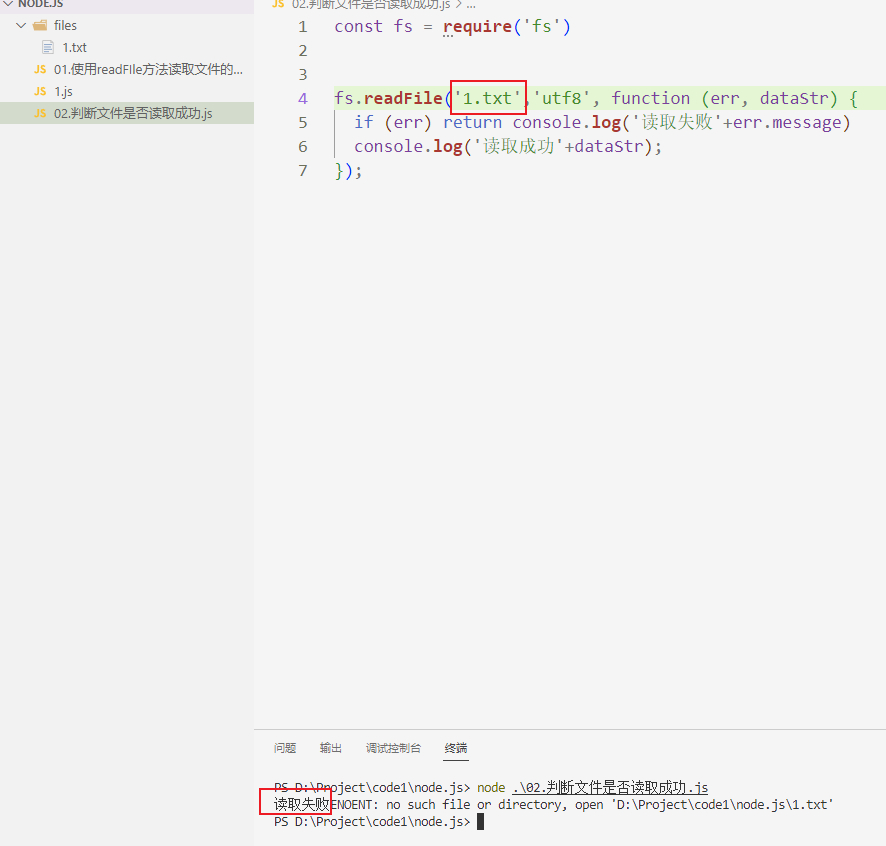 NODE.JS
files
1.txt
JS 01.使用readFIle方法读取文件的...
JS 1.js
JS 02.判断文件是否读取成功.js
JS 02.判断文件是否读取成功.js > ...
1 const fs = require('fs')
2
3
4 fs.readFile('1.txt','utf8', function (err, dataStr) {
5 if (err) return console.log('读取失败'+err.message)
6 console.log('读取成功'+dataStr);
7 });
问题 输出 调试控制台 终端
PS D:\Project\code1\node.js> node .\02.判断文件是否读取成功.js
读取失败ENOENT: no such file or directory, open 'D:\Project\code1\node.js\1.txt'
PS D:\Project\code1\node.js>